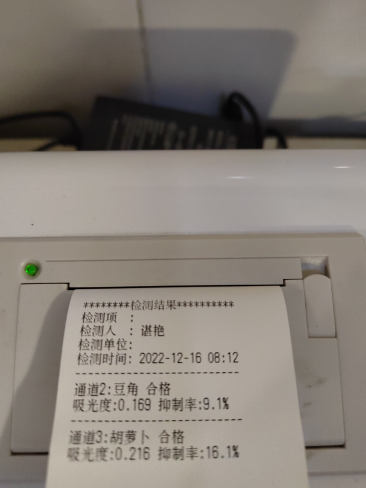 ********检测结果**********
检测项  :
检测人  : 谌艳
检测单位:
检测时间: 2022-12-16 08:12
------------------------------
通道2:豆角 合格
吸光度:0.169 抑制率:9.1%
------------------------------
通道3:胡萝卜 合格
吸光度:0.216 抑制率:16.1%